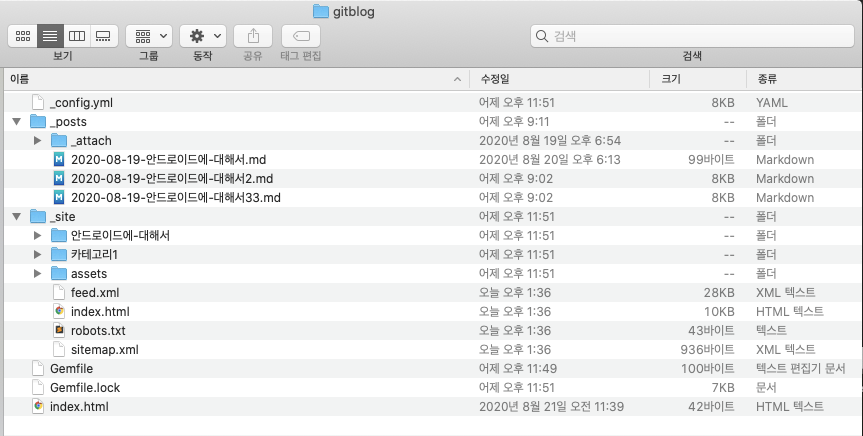 gitblog
검색
보기 그룹 동작 공유 태그 편집 검색
이름 수정일 크기 종류
_config.yml 어제 오후 11:51 8KB YAML
_posts 어제 오후 9:11 -- 폴더
_attach 2020년 8월 19일 오후 6:54 -- 폴더
2020-08-19-안드로이드에-대해서.md 2020년 8월 20일 오후 6:13 99바이트 Markdown
2020-08-19-안드로이드에-대해서2.md 어제 오후 9:02 8KB Markdown
2020-08-19-안드로이드에-대해서33.md 어제 오후 9:02 8KB Markdown
_site 어제 오후 11:51 -- 폴더
안드로이드에-대해서 어제 오후 11:51 -- 폴더
카테고리1 어제 오후 11:51 -- 폴더
assets 어제 오후 11:51 -- 폴더
feed.xml 오늘 오후 1:36 28KB XML 텍스트
index.html 오늘 오후 1:36 10KB HTML 텍스트
robots.txt 오늘 오후 1:36 43바이트 텍스트
sitemap.xml 오늘 오후 1:36 936바이트 XML 텍스트
Gemfile 어제 오후 11:49 100바이트 텍스트 편집기 문서
Gemfile.lock 어제 오후 11:51 7KB 문서
index.html 2020년 8월 21일 오전 11:39 42바이트 HTML 텍스트